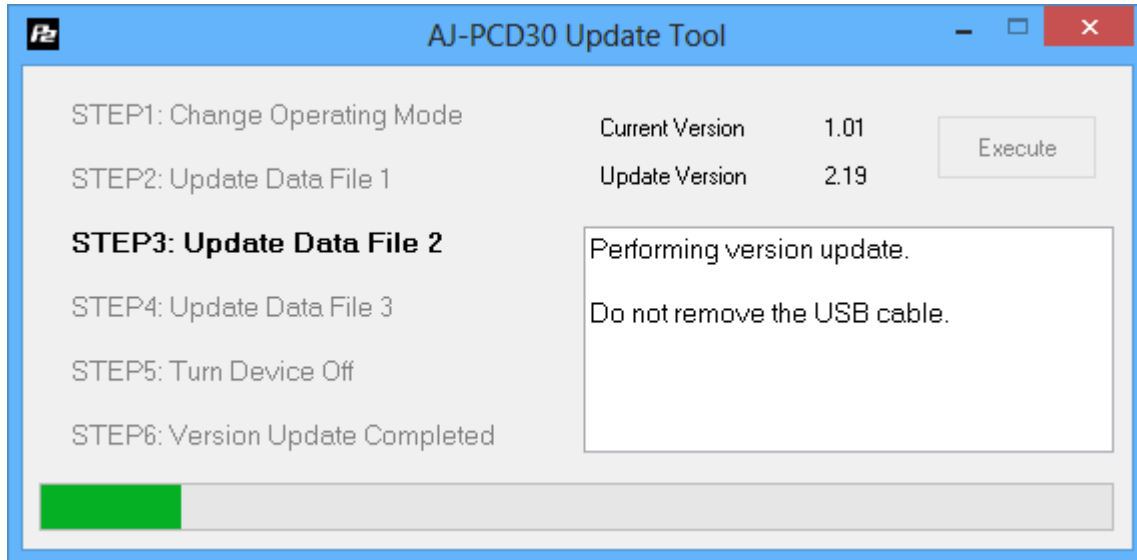 P2
AJ-PCD30 Update Tool
STEP1: Change Operating Mode
STEP2: Update Data File 1
STEP3: Update Data File 2
STEP4: Update Data File 3
STEP5: Turn Device Off
STEP6: Version Update Completed
Current Version 1.01
Update Version 2.19
Execute
Performing version update.
Do not remove the USB cable.